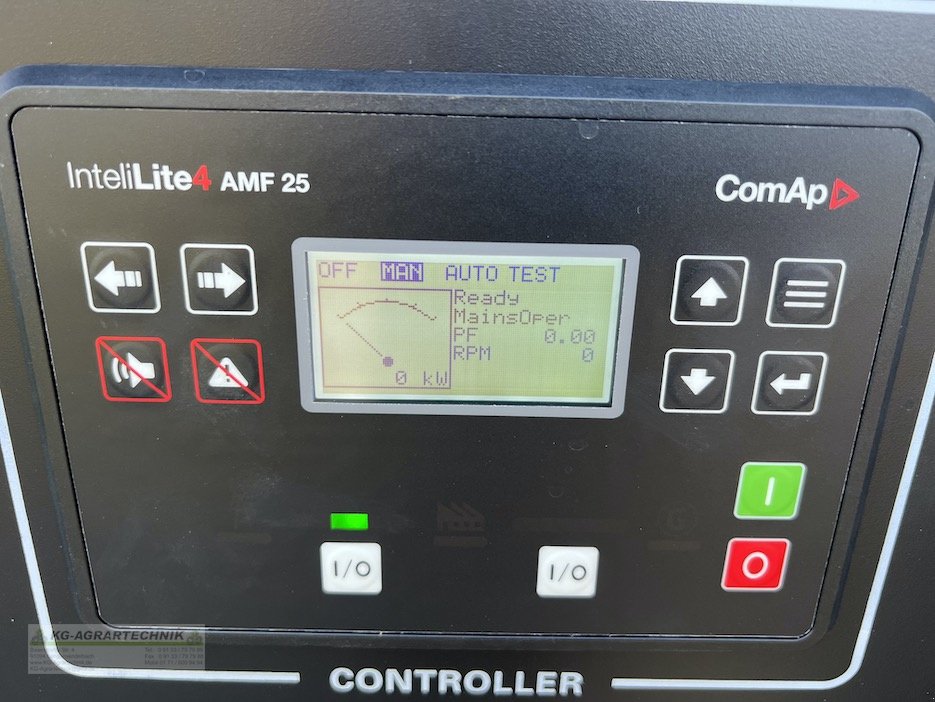 InteliLite4 AMF 25
ComAp
OFF MAN AUTO TEST
Ready
MainsOper
PF 0.00
RPM 0
0 kW
I
I/O
I/O
O
KG-AGRARTECHNIK
CONTROLLER